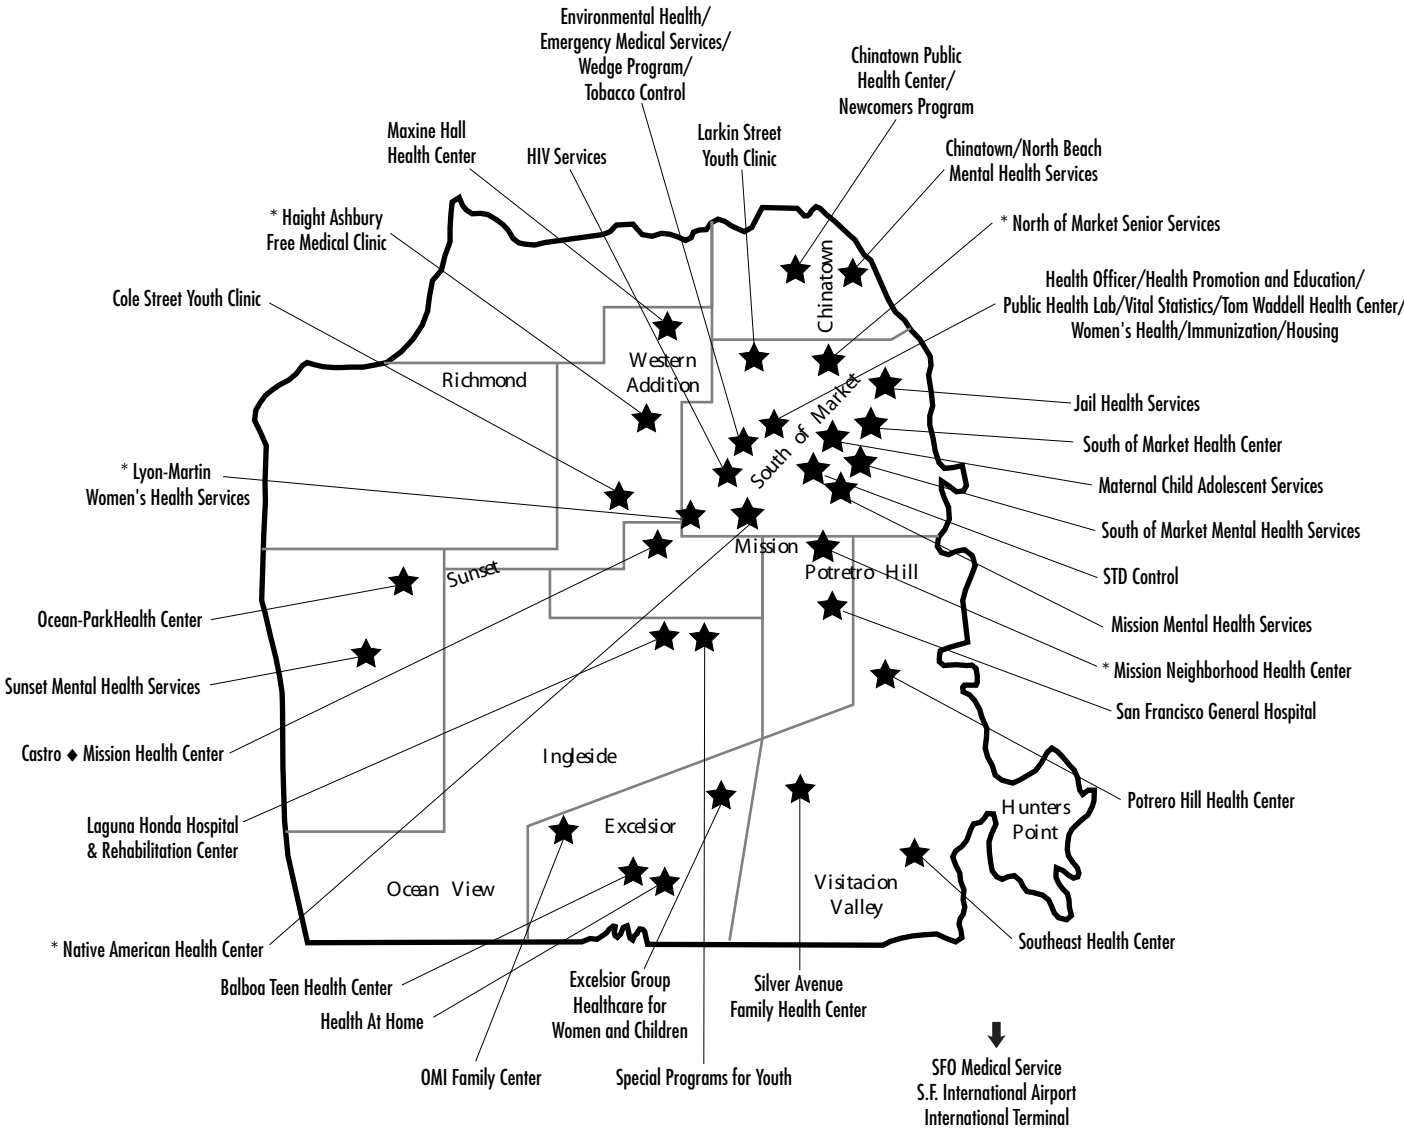 Environmental Health/
Emergency Medical Services/
Wedge Program/
Tobacco Control
Chinatown Public
Health Center/
Newcomers Program
Maxine Hall
Health Center
HIV Services
Larkin Street
Youth Clinic
Chinatown/North Beach
Mental Health Services
* Haight Ashbury
Free Medical Clinic
* North of Market Senior Services
Cole Street Youth Clinic
Health Officer/Health Promotion and Education/
Public Health Lab/Vital Statistics/Tom Waddell Health Center/
Women's Health/Immunization/Housing
Chinatown
Western
Addition
Richmond
South of Market
Jail Health Services
South of Market Health Center
* Lyon-Martin
Women's Health Services
Maternal Child Adolescent Services
South of Market Mental Health Services
Mission
Potretro Hill
Sunset
STD Control
Ocean-ParkHealth Center
Mission Mental Health Services
* Mission Neighborhood Health Center
Sunset Mental Health Services
San Francisco General Hospital
Castro ♦ Mission Health Center
Ingleside
Potrero Hill Health Center
Hunters
Point
Laguna Honda Hospital
& Rehabilitation Center
Excelsior
Ocean View
Visitacion
Valley
* Native American Health Center
Southeast Health Center
Balboa Teen Health Center
Health At Home
Excelsior Group
Healthcare for
Women and Children
Silver Avenue
Family Health Center
OMI Family Center
Special Programs for Youth
SFO Medical Service
S.F. International Airport
International Terminal